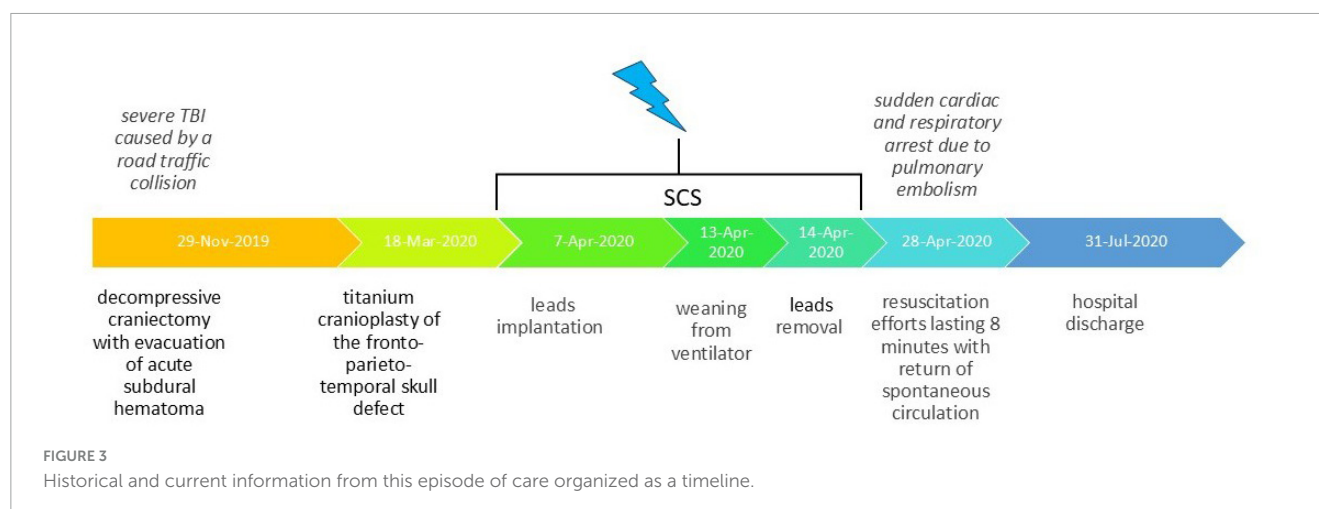 severe TBI
caused by a
road traffic
collision
sudden cardiac
and respiratory
arrest due to
pulmonary
embolism
SCS
29-Nov-2019
18-Mar-2020
7-Apr-2020
13-Apr-
2020
14-Apr-
2020
28-Apr-2020
31-Jul-2020
decompressive
craniectomy
with evacuation
of acute
subdural
hematoma
titanium
cranioplasty of
the fronto-
parieto-
temporal skull
defect
leads
implantation
weaning
from
ventilator
leads
removal
resuscitation
efforts lasting 8
minutes with
return of
spontaneous
circulation
hospital
discharge
FIGURE 3
Historical and current information from this episode of care organized as a timeline.